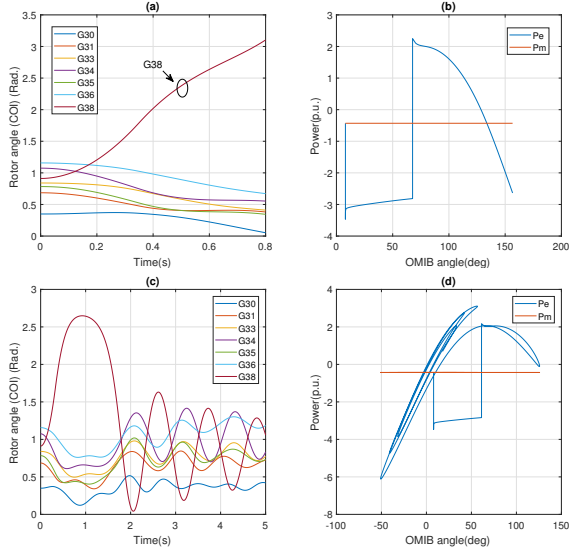 (a)
Rotor angle (COI) (Rad.)
3.5
3
2.5
2
1.5
1
0.5
0
G30
G31
G33
G34
G35
G36
G38
G38
0
0.2
0.4
0.6
0.8
Time(s)
(b)
Power(p.u.)
3
2
1
0
-1
-2
-3
-4
Pe
Pm
0
50
100
150
200
OMIB angle(deg)
(c)
Rotor angle (COI) (Rad.)
3
2.5
2
1.5
1
0.5
0
G30
G31
G33
G34
G35
G36
G38
0
1
2
3
4
5
Time(s)
(d)
Power(p.u.)
4
2
0
-2
-4
-6
-8
Pe
Pm
-100
-50
0
50
100
150
OMIB angle(deg)